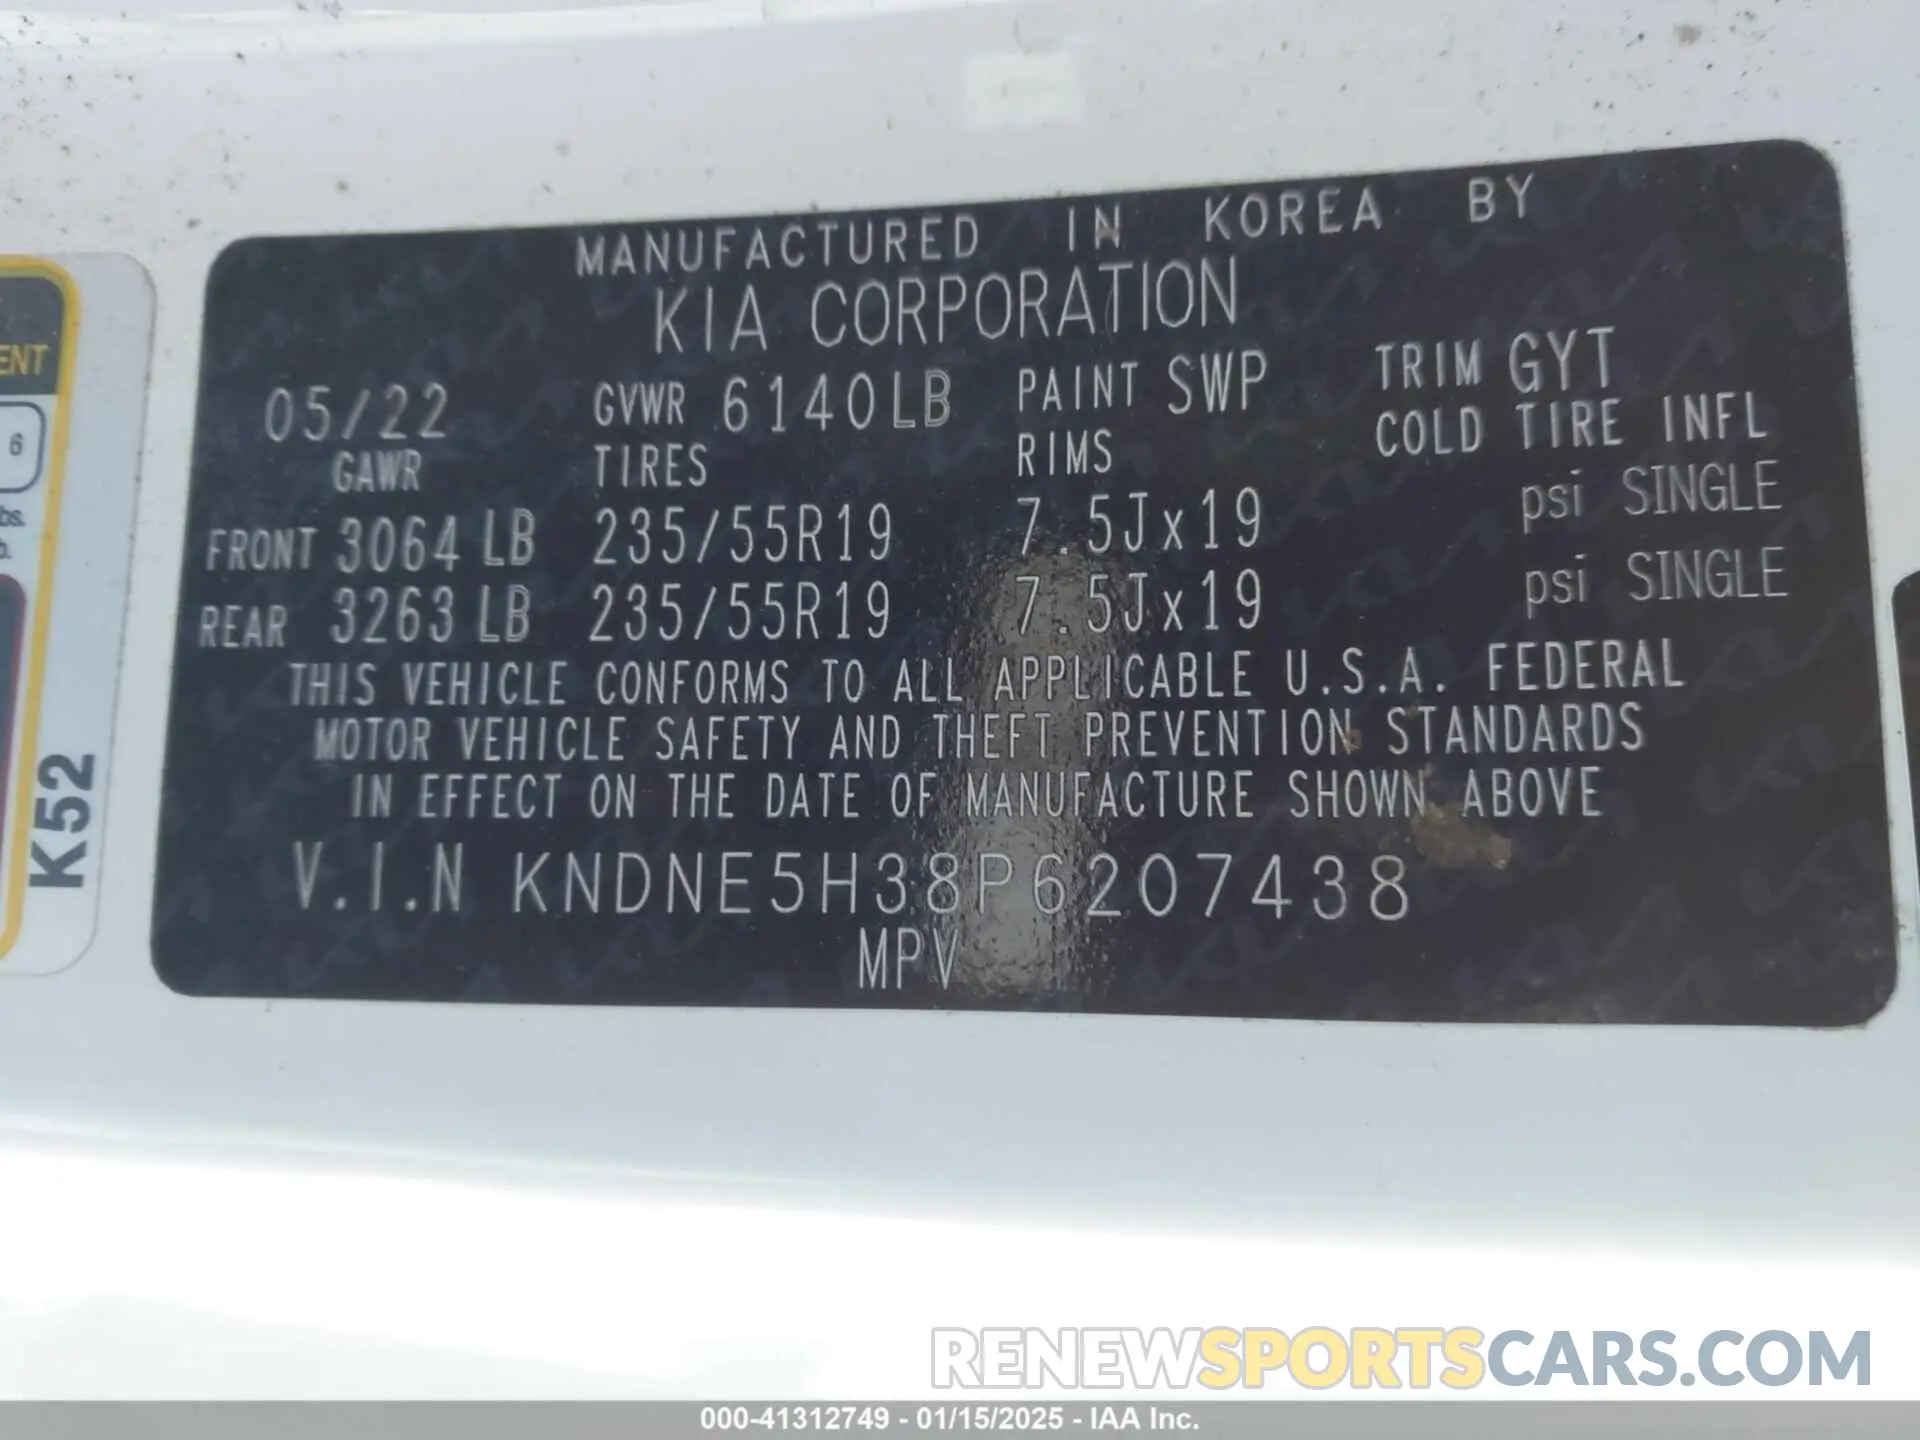 MANUFACTURED IN KOREA BY
KIA CORPORATION
05/22 GVWR 6140LB PAINT SWP TRIM GYT
GAWR TIRES RIMS COLD TIRE INFL
FRONT 3064 LB 235/55R19 7.5Jx19 psi SINGLE
REAR 3263 LB 235/55R19 7.5Jx19 psi SINGLE
THIS VEHICLE CONFORMS TO ALL APPLICABLE U.S.A. FEDERAL
MOTOR VEHICLE SAFETY AND THEFT PREVENTION STANDARDS
IN EFFECT ON THE DATE OF MANUFACTURE SHOWN ABOVE
V.I.N KNDNE5H38P6207438
MPV
6
K52
RENEWSPORTSCARS.COM
000-41312749 - 01/15/2025 - IAA Inc.